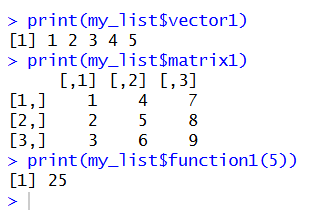 > print(my_list$vector1)
[1] 1 2 3 4 5
> print(my_list$matrix1)
     [,1] [,2] [,3]
[1,]    1    4    7
[2,]    2    5    8
[3,]    3    6    9
> print(my_list$function1(5))
[1] 25
>